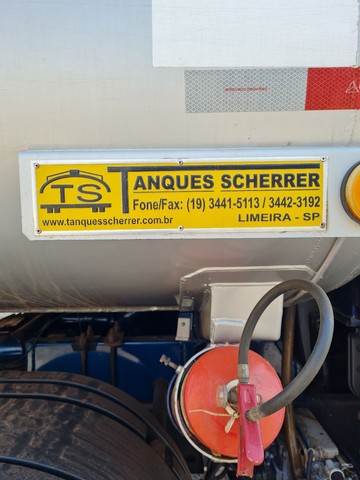 TS
TANQUES SCHERRER
Fone/Fax: (19) 3441-5113 / 3442-3192
www.tanquesscherrer.com.br
LIMEIRA - SP